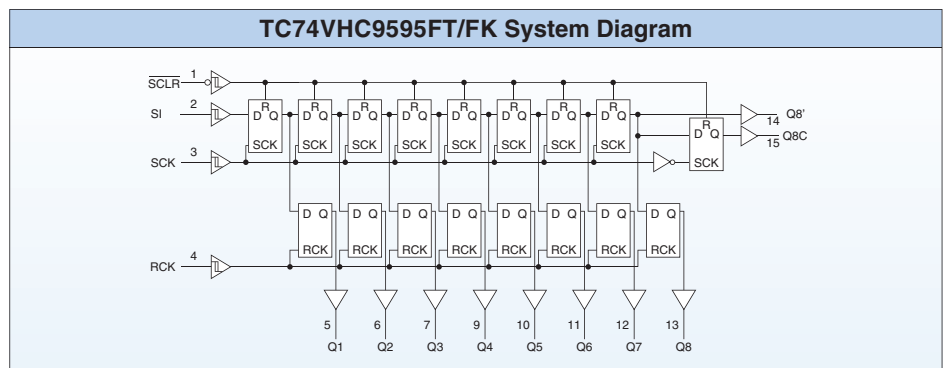 TC74VHC9595FT/FK System Diagram
SCLR 1
R R R R R R R R
SI 2 D Q D Q D Q D Q D Q D Q D Q D Q 14 Q8'
SCK SCK SCK SCK SCK SCK SCK SCK
R
D Q 15 Q8C
SCK
SCK 3
D Q D Q D Q D Q D Q D Q D Q D Q
RCK RCK RCK RCK RCK RCK RCK RCK
RCK 4
5 6 7 9 10 11 12 13
Q1 Q2 Q3 Q4 Q5 Q6 Q7 Q8